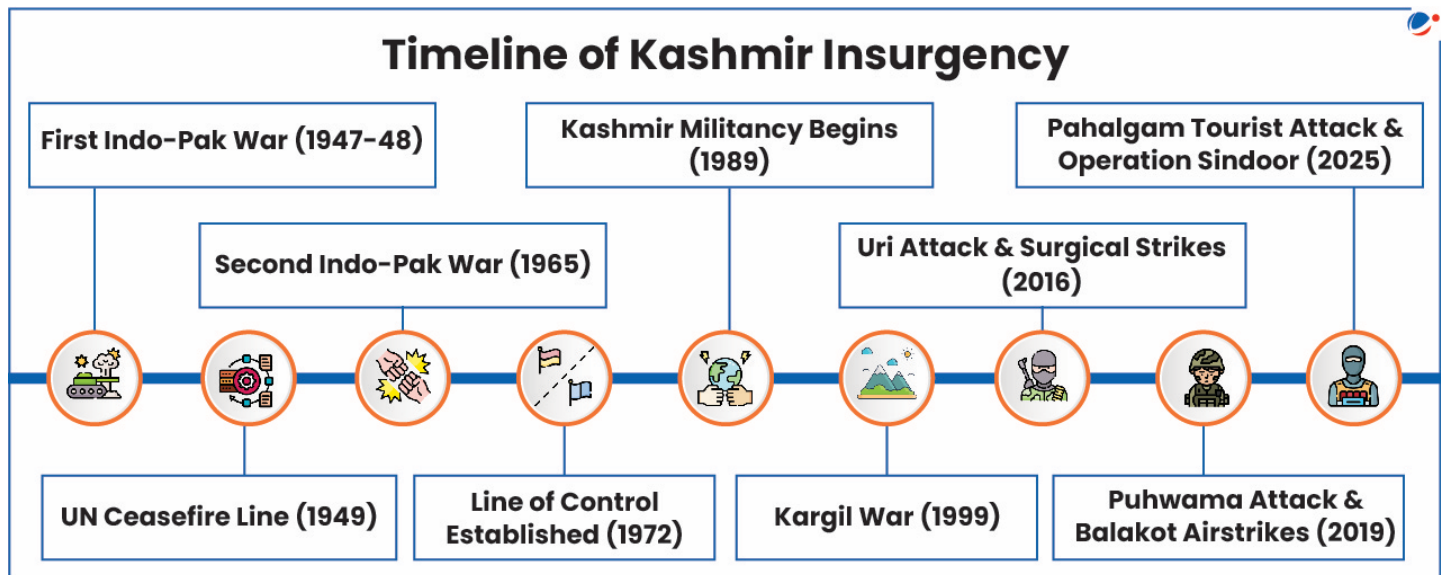 Timeline of Kashmir Insurgency
First Indo-Pak War (1947-48)
UN Ceasefire Line (1949)
Second Indo-Pak War (1965)
Line of Control
Established (1972)
Kashmir Militancy Begins
(1989)
Kargil War (1999)
Uri Attack & Surgical Strikes
(2016)
Puhwama Attack &
Balakot Airstrikes (2019)
Pahalgam Tourist Attack &
Operation Sindoor (2025)